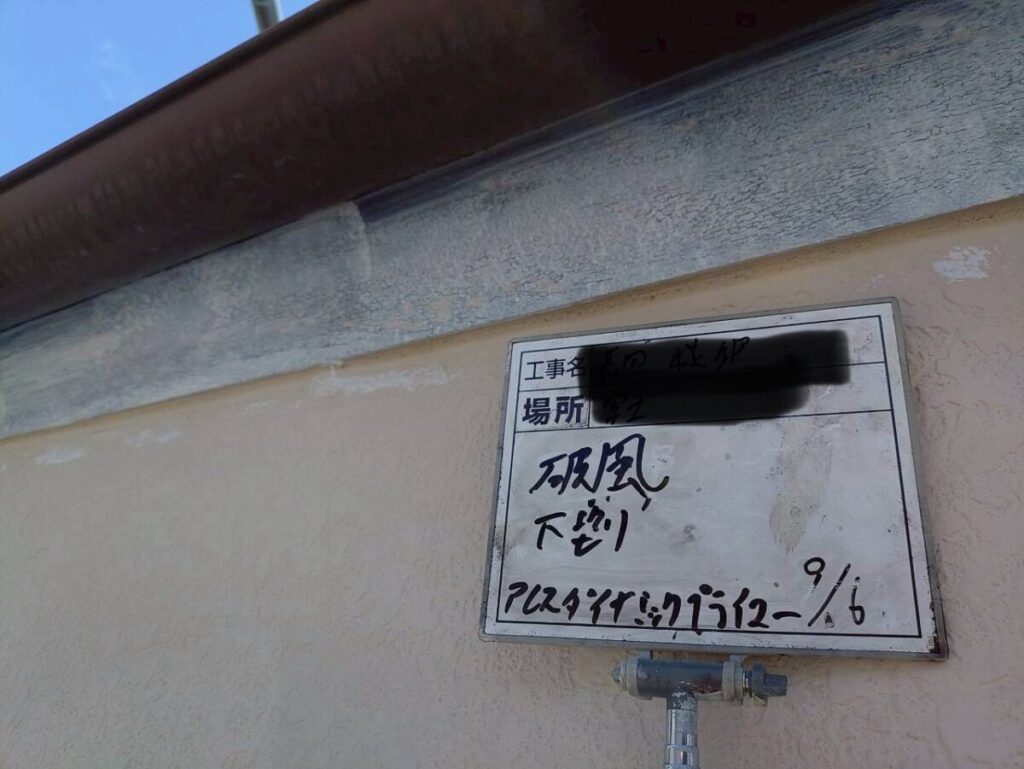 工事名
場所
破風
下塗り
アレスダイナミックプライマー 9/16